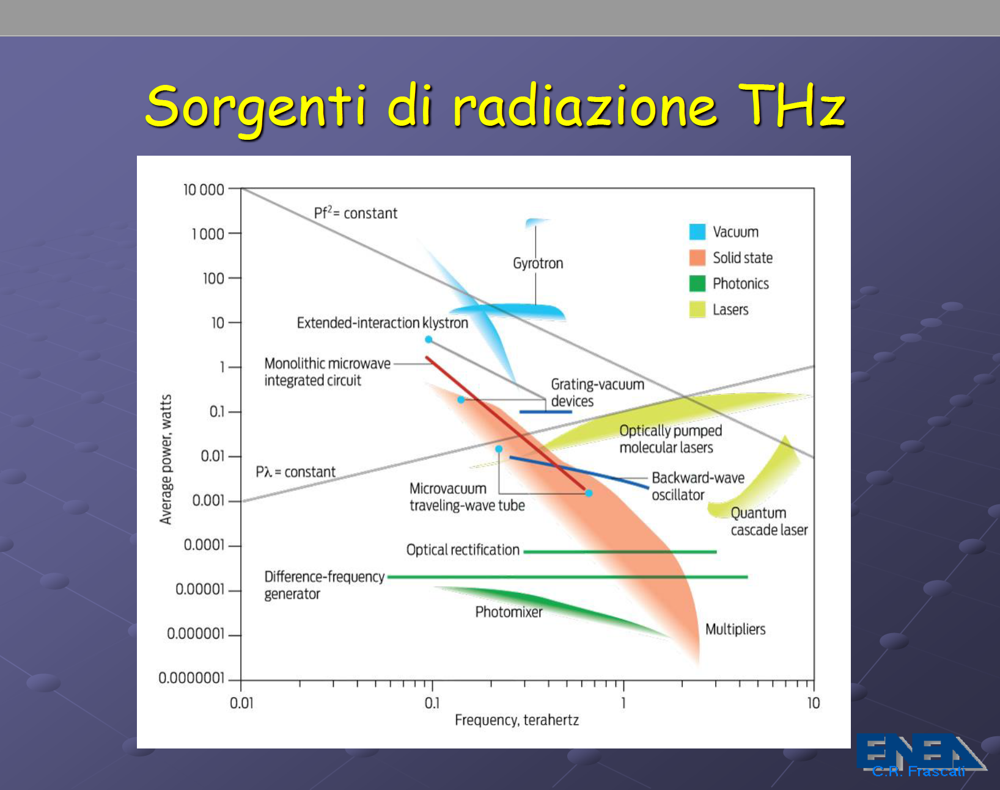 Sorgenti di radiazione THz
10 000
1 000
100
10
1
0.1
0.01
0.001
0.0001
0.00001
0.000001
0.0000001
Average power, watts
Pf²= constant
Gyrotron
Vacuum
Solid state
Photonics
Lasers
Extended-interaction klystron
Monolithic microwave
integrated circuit
Grating-vacuum
devices
Optically pumped
molecular lasers
Pλ = constant
Backward-wave
oscillator
Microvacuum
traveling-wave tube
Quantum
cascade laser
Optical rectification
Difference-frequency
generator
Photomixer
Multipliers
0.01
0.1
1
10
Frequency, terahertz
ENEA
C.R. Frascati